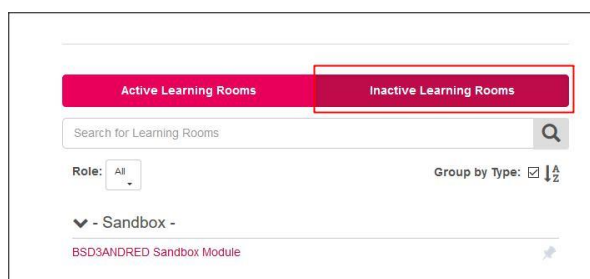 Active Learning Rooms Inactive Learning Rooms
Search for Learning Rooms
Role: All Group by Type: A Z
- Sandbox -
BSD3ANDRED Sandbox Module